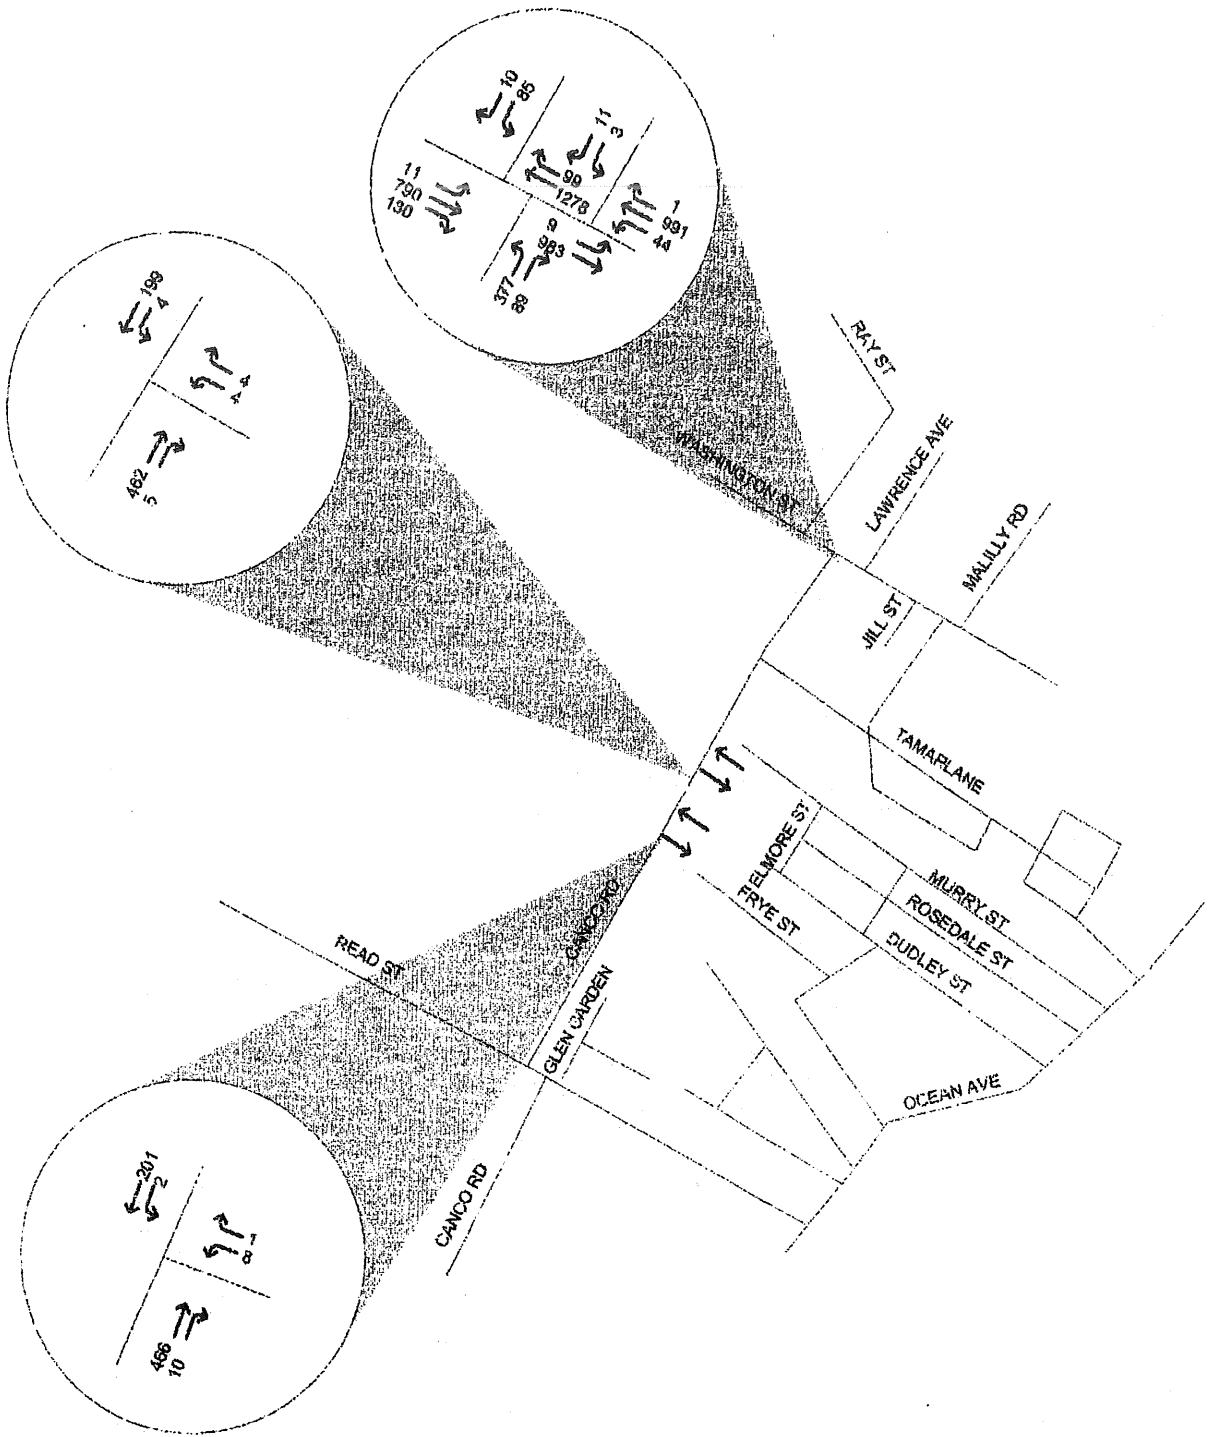 10
85
11
790
130
11
3
99
1278
9
983
1
991
44
377
89
199
4
462
5
4
4
RAY ST
WASHINGTON ST
LAWRENCE AVE
MALILLY RD
JILL ST
TAMARLANE
ELMORE ST
FRYE ST
MURRY ST
ROSEDALE ST
DUDLEY ST
READ ST
CANCO RD
GLEN GARDEN
OCEAN AVE
CANCO RD
201
2
1
8
466
10